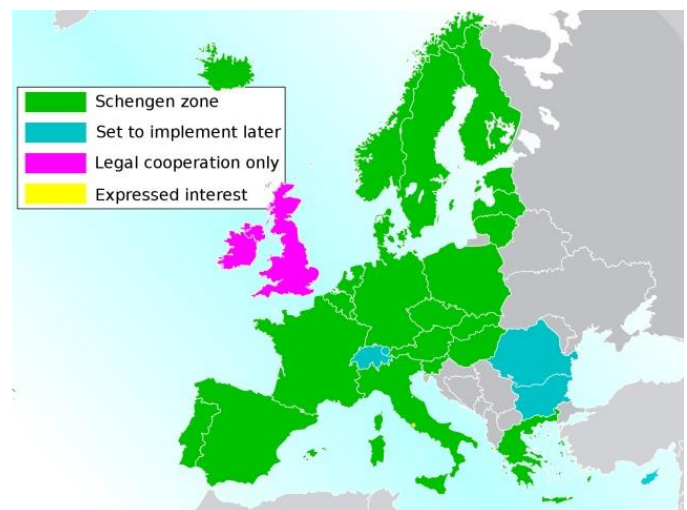 Schengen zone
Set to implement later
Legal cooperation only
Expressed interest